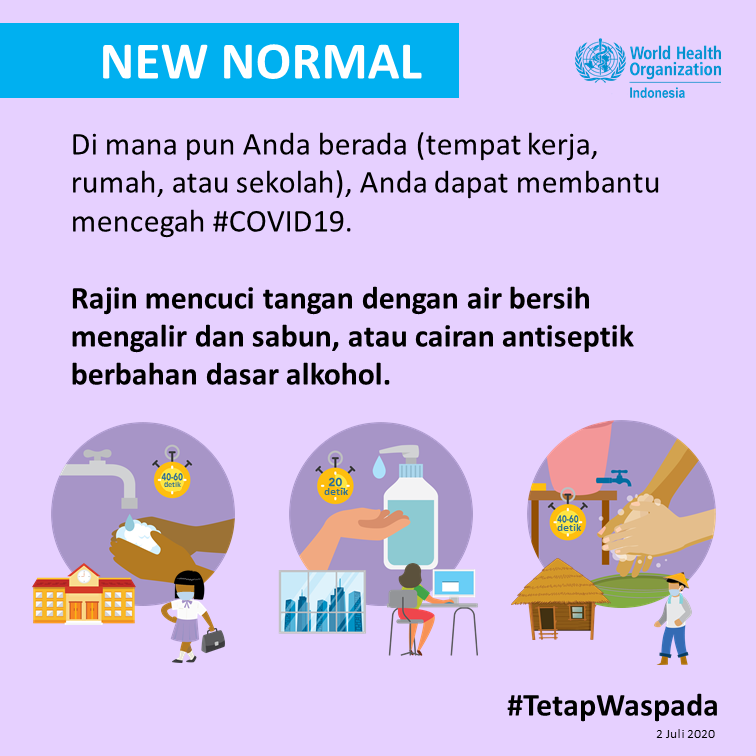 NEW NORMAL
World Health
Organization
Indonesia
Di mana pun Anda berada (tempat kerja,
rumah, atau sekolah), Anda dapat membantu
mencegah #COVID19.
Rajin mencuci tangan dengan air bersih
mengalir dan sabun, atau cairan antiseptik
berbahan dasar alkohol.
40-60
detik
20
detik
40-60
detik
#TetapWaspada
2 Juli 2020